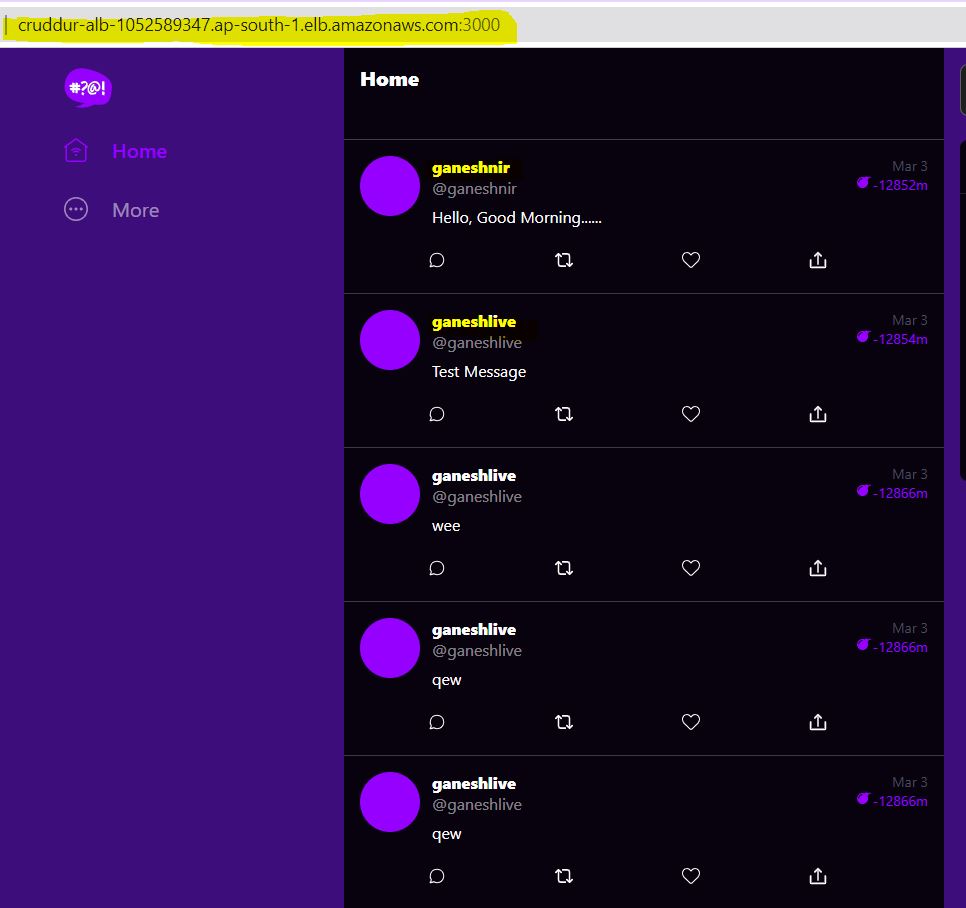 cruddur-alb-1052589347.ap-south-1.elb.amazonaws.com:3000
#?@!
Home
Home
More
ganeshnir
Mar 3
@ganeshnir
-12852m
Hello, Good Morning......
ganeshlive
Mar 3
@ganeshlive
-12854m
Test Message
ganeshlive
Mar 3
@ganeshlive
-12866m
wee
ganeshlive
Mar 3
@ganeshlive
-12866m
qew
ganeshlive
Mar 3
@ganeshlive
-12866m
qew